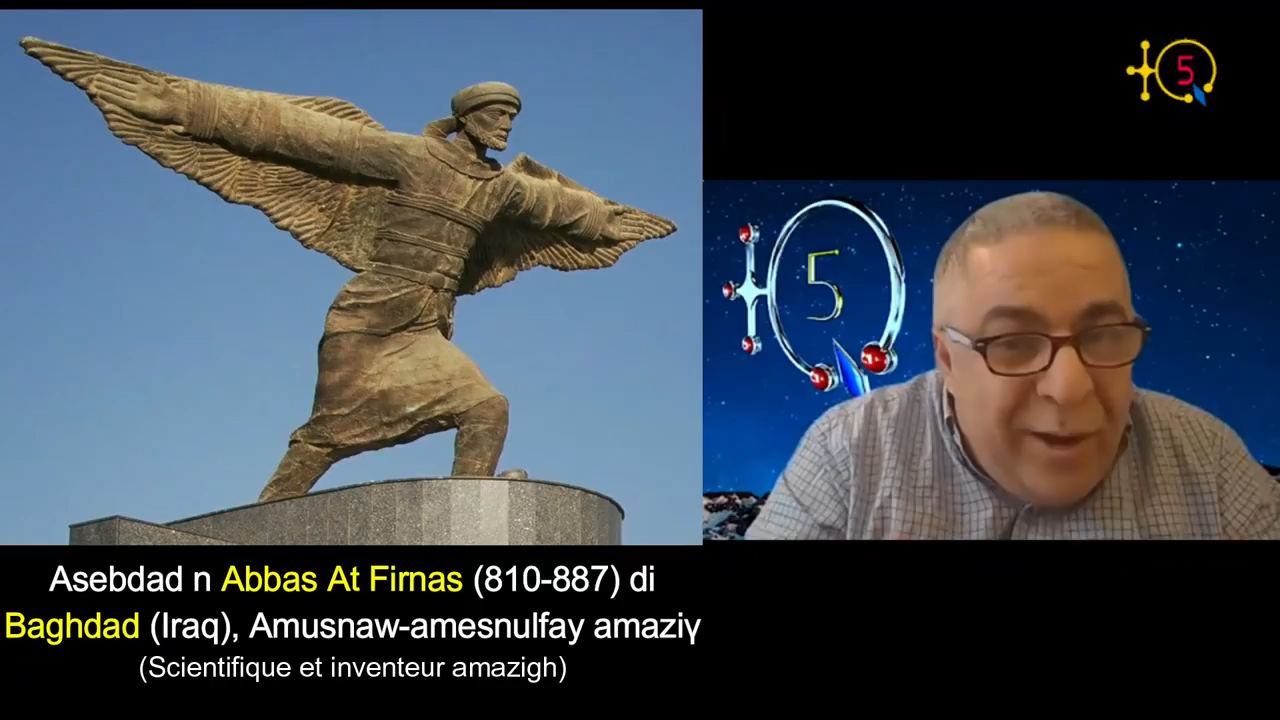 5
5
Asebdad n Abbas At Firnas (810-887) di
Baghdad (Iraq), Amusnaw-amesnulfay amaziɣ
(Scientifique et inventeur amazigh)